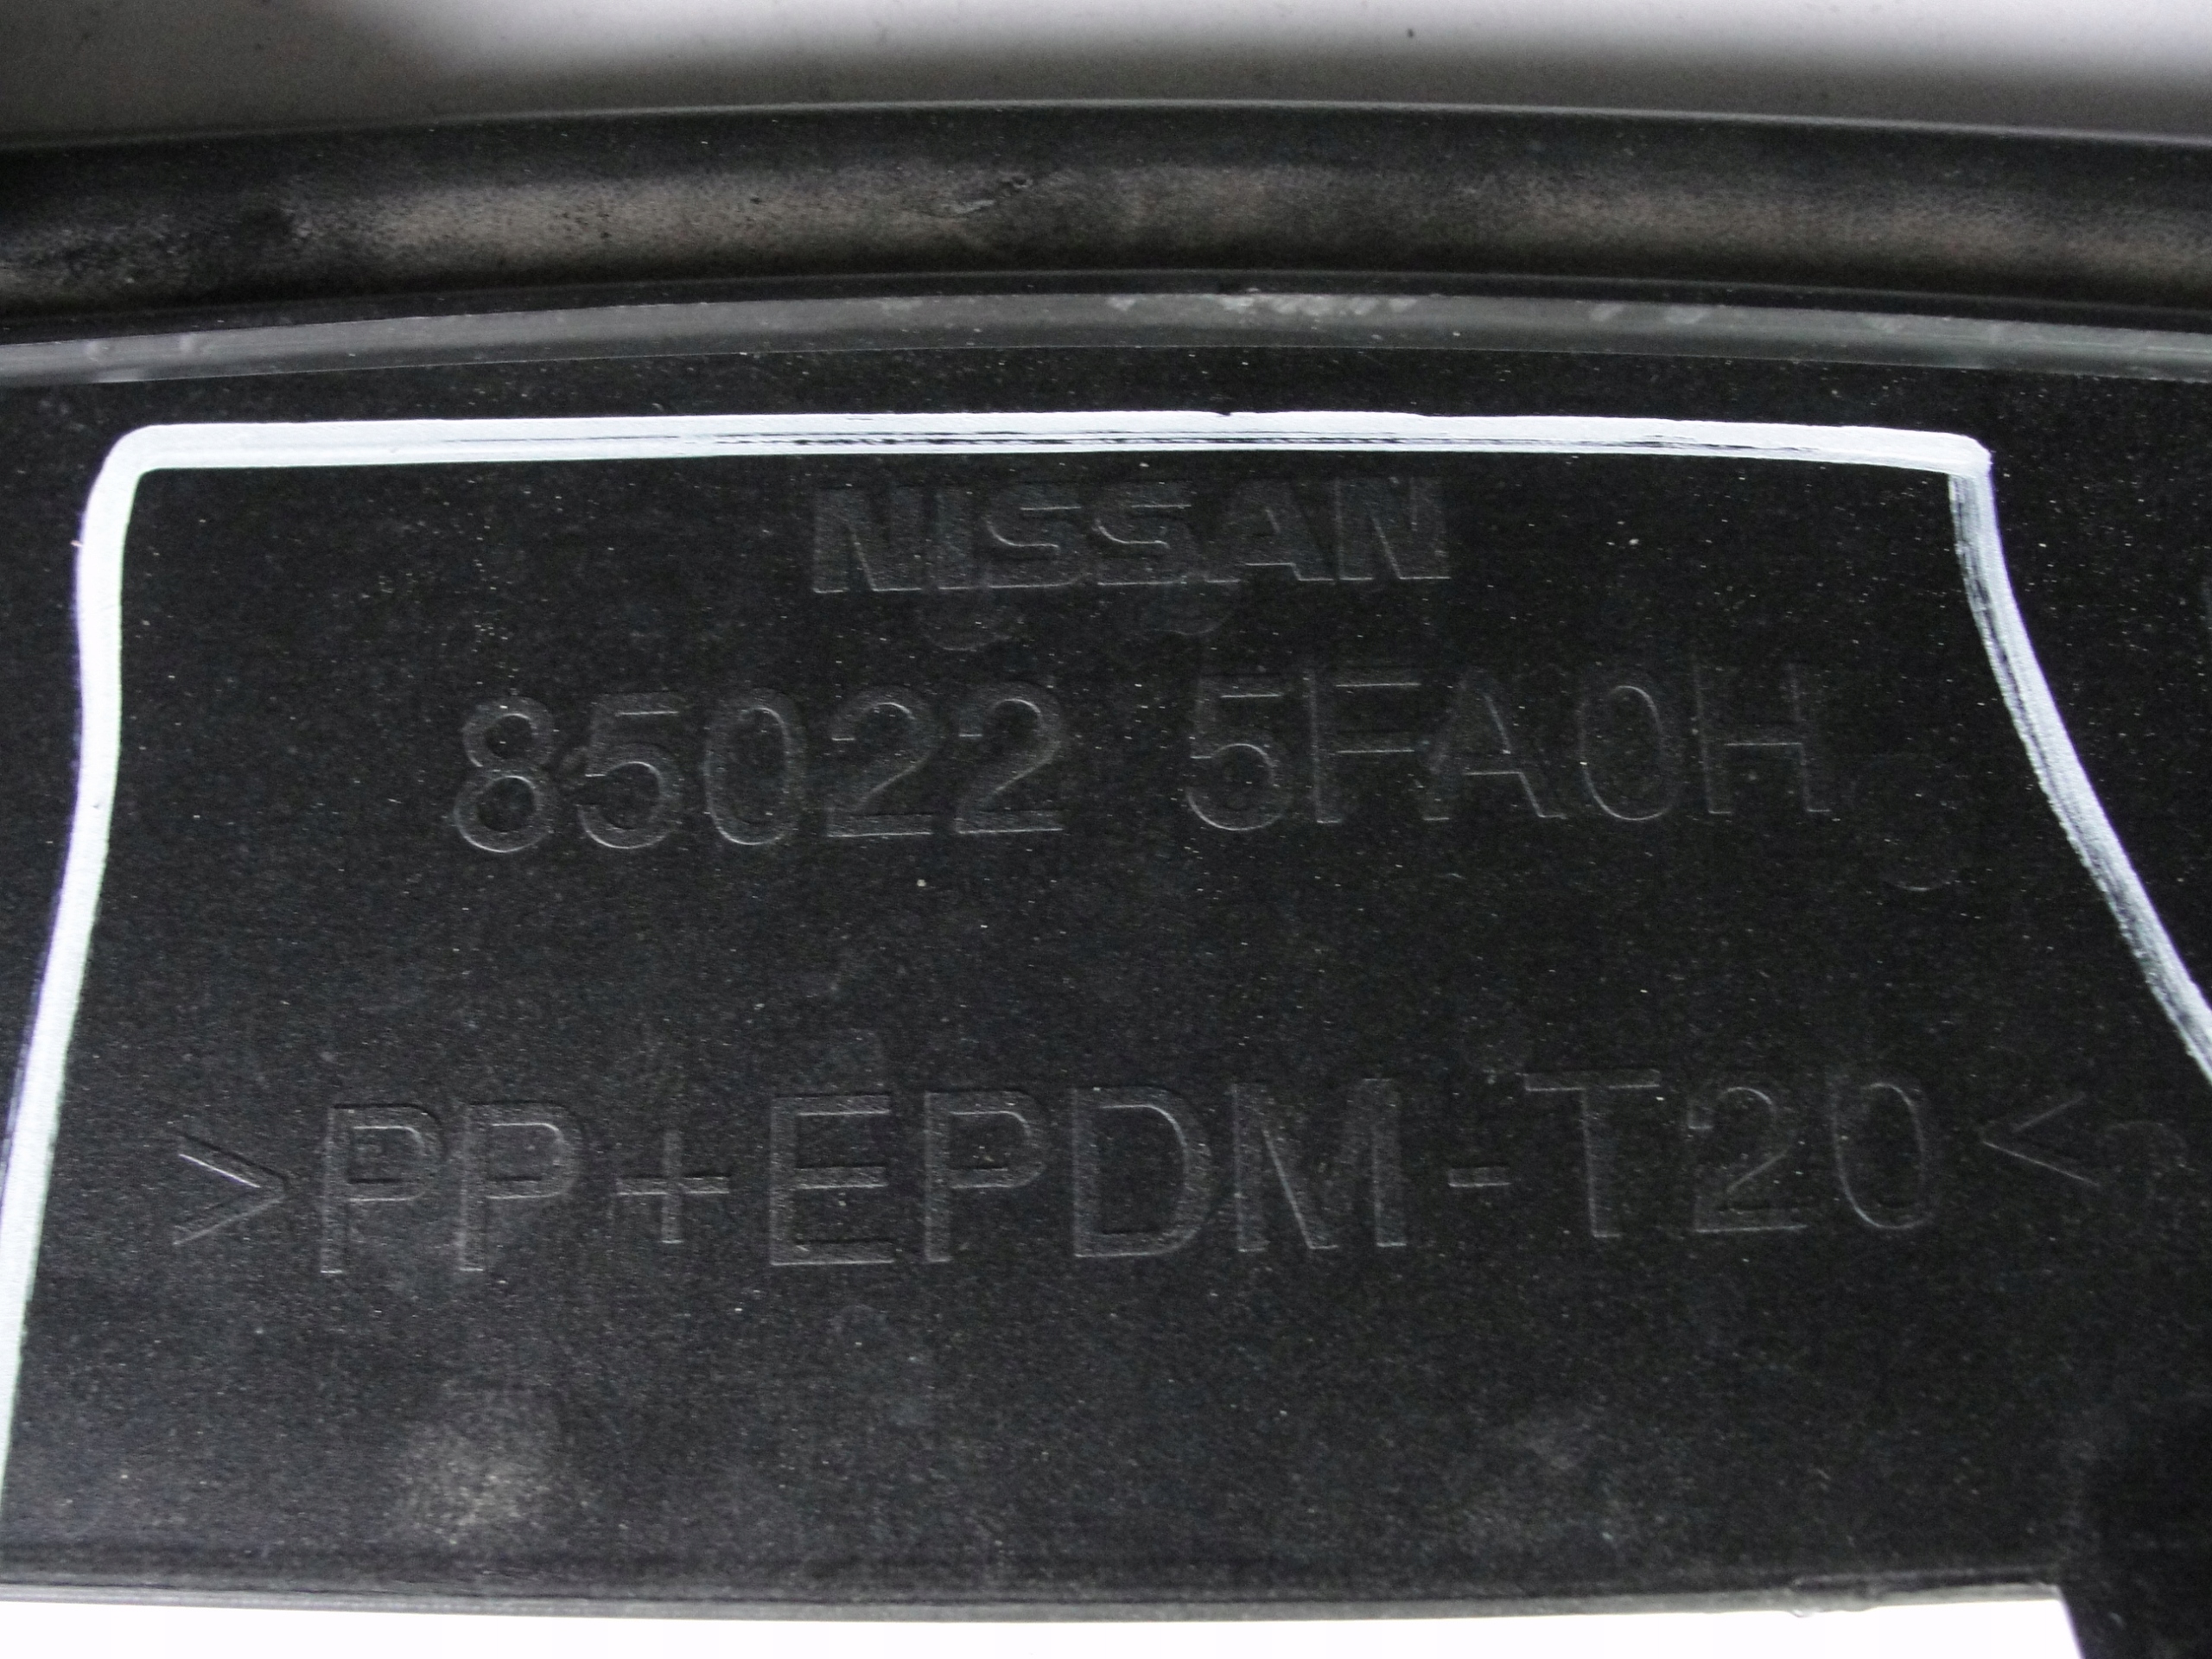 NISSAN
85022 5FA0H
>PP+EPDM-T20<